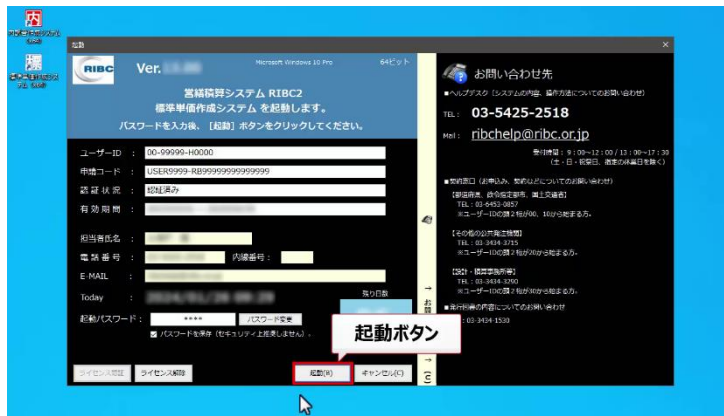 起動
RIBC
Ver.
Microsoft Windows 10 Pro
64ビット
営繕積算システム RIBC2
標準単価作成システム を起動します。
パスワードを入力後、[起動] ボタンをクリックしてください。
ユーザーID : 00-99999-H0000
申請コード : USER9999-RB99999999999999
認証状況 : 認証済み
有効期間 :
担当者氏名 :
電話番号 :
内線番号 :
E-MAIL :
Today :
残り日数
起動パスワード : ****
パスワード変更
パスワードを保存（セキュリティ上推奨しません）.
起動ボタン
ライセンス認証
ライセンス解除
起動(R)
キャンセル(C)
お問い合わせ先
■ヘルプデスク（システムの内容、操作方法についてのお問い合わせ）
TEL: 03-5425-2518
Mail: ribchelp@ribc.or.jp
受付時間：9:00~12:00 / 13:00~17:30
（土・日・祝祭日、指定の休業日を除く）
■契約窓口（お申込み、契約などについてのお問い合わせ）
【都道府県、政令指定都市、国土交通省】
TEL : 03-6453-0857
※ユーザーIDの頭2桁が00、10から始まる方。
【その他の公共発注機関】
TEL : 03-3434-3715
※ユーザーIDの頭2桁が20から始まる方。
【設計・積算事務所等】
TEL : 03-3434-3290
※ユーザーIDの頭2桁が30から始まる方。
■発行図書の内容についてのお問い合わせ
: 03-3434-1530